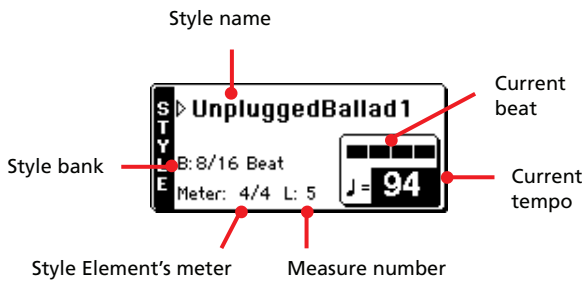 Style name
Current
beat
STYLE
UnpluggedBallad1
Style bank
B:8/16 Beat
Meter: 4/4 L: 5
♩= 94
Current
tempo
Style Element's meter
Measure number